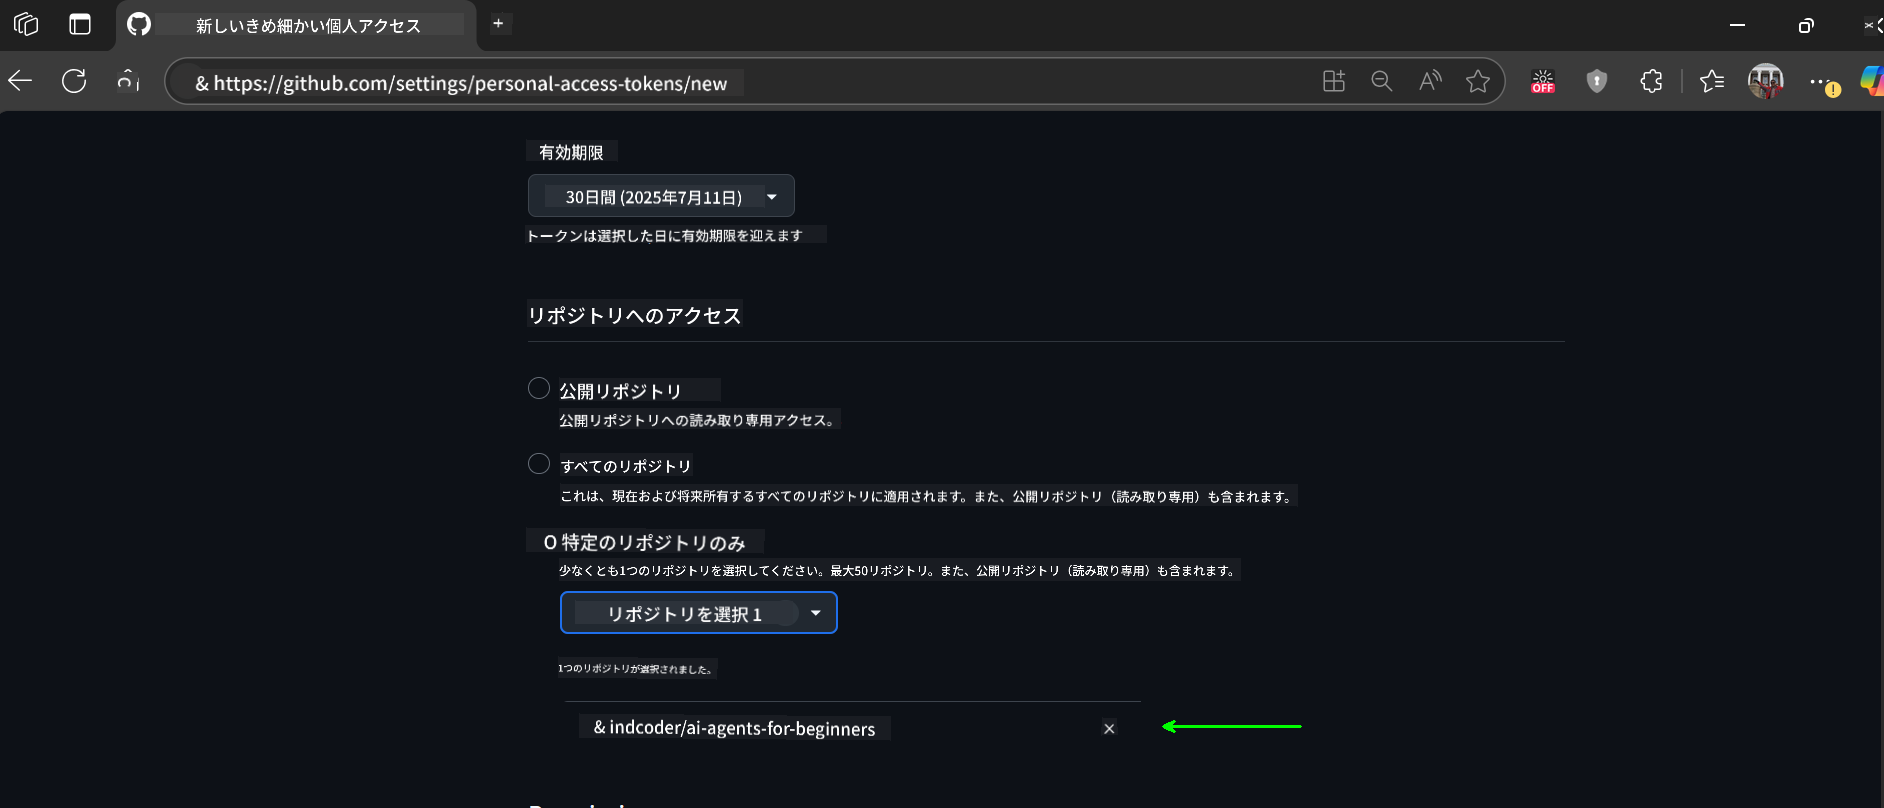 新しいきめ細かい個人アクセス
& https://github.com/settings/personal-access-tokens/new
OFF
有効期限
30日間 (2025年7月11日)
トークンは選択した日に有効期限を迎えます
リポジトリへのアクセス
公開リポジトリ
公開リポジトリへの読み取り専用アクセス。
すべてのリポジトリ
これは、現在および将来所有するすべてのリポジトリに適用されます。また、公開リポジトリ（読み取り専用）も含まれます。
O 特定のリポジトリのみ
少なくとも1つのリポジトリを選択してください。最大50リポジトリ。また、公開リポジトリ（読み取り専用）も含まれます。
リポジトリを選択 1
1つのリポジトリが選択されました。
& indcoder/ai-agents-for-beginners